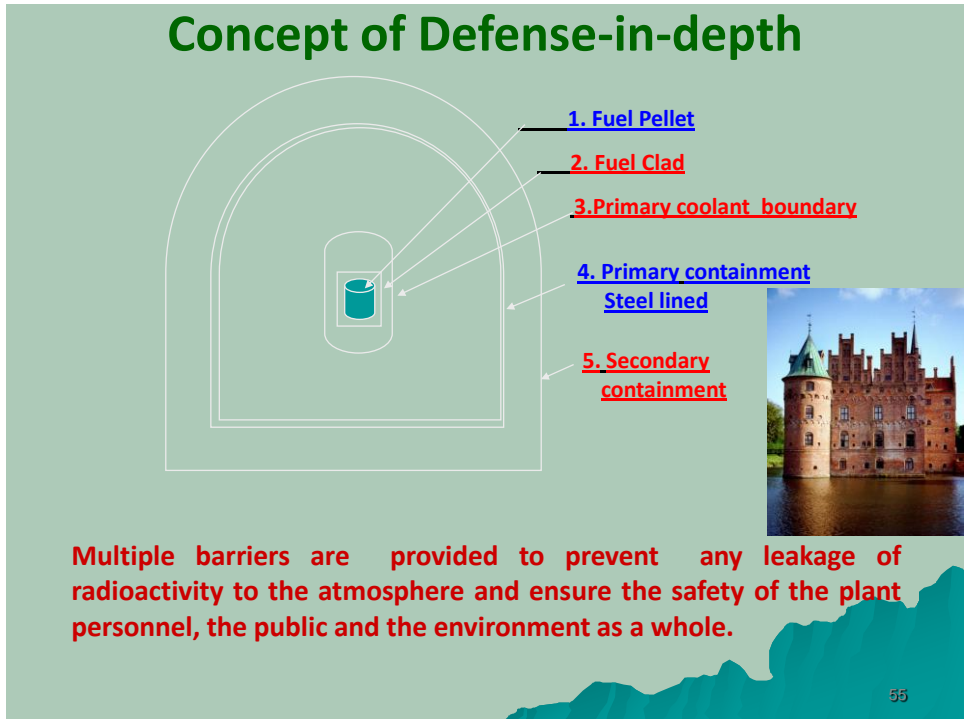 Concept of Defense-in-depth
1. Fuel Pellet
2. Fuel Clad
3.Primary coolant boundary
4. Primary containment
Steel lined
5. Secondary
containment
Multiple barriers are provided to prevent any leakage of
radioactivity to the atmosphere and ensure the safety of the plant
personnel, the public and the environment as a whole.
55